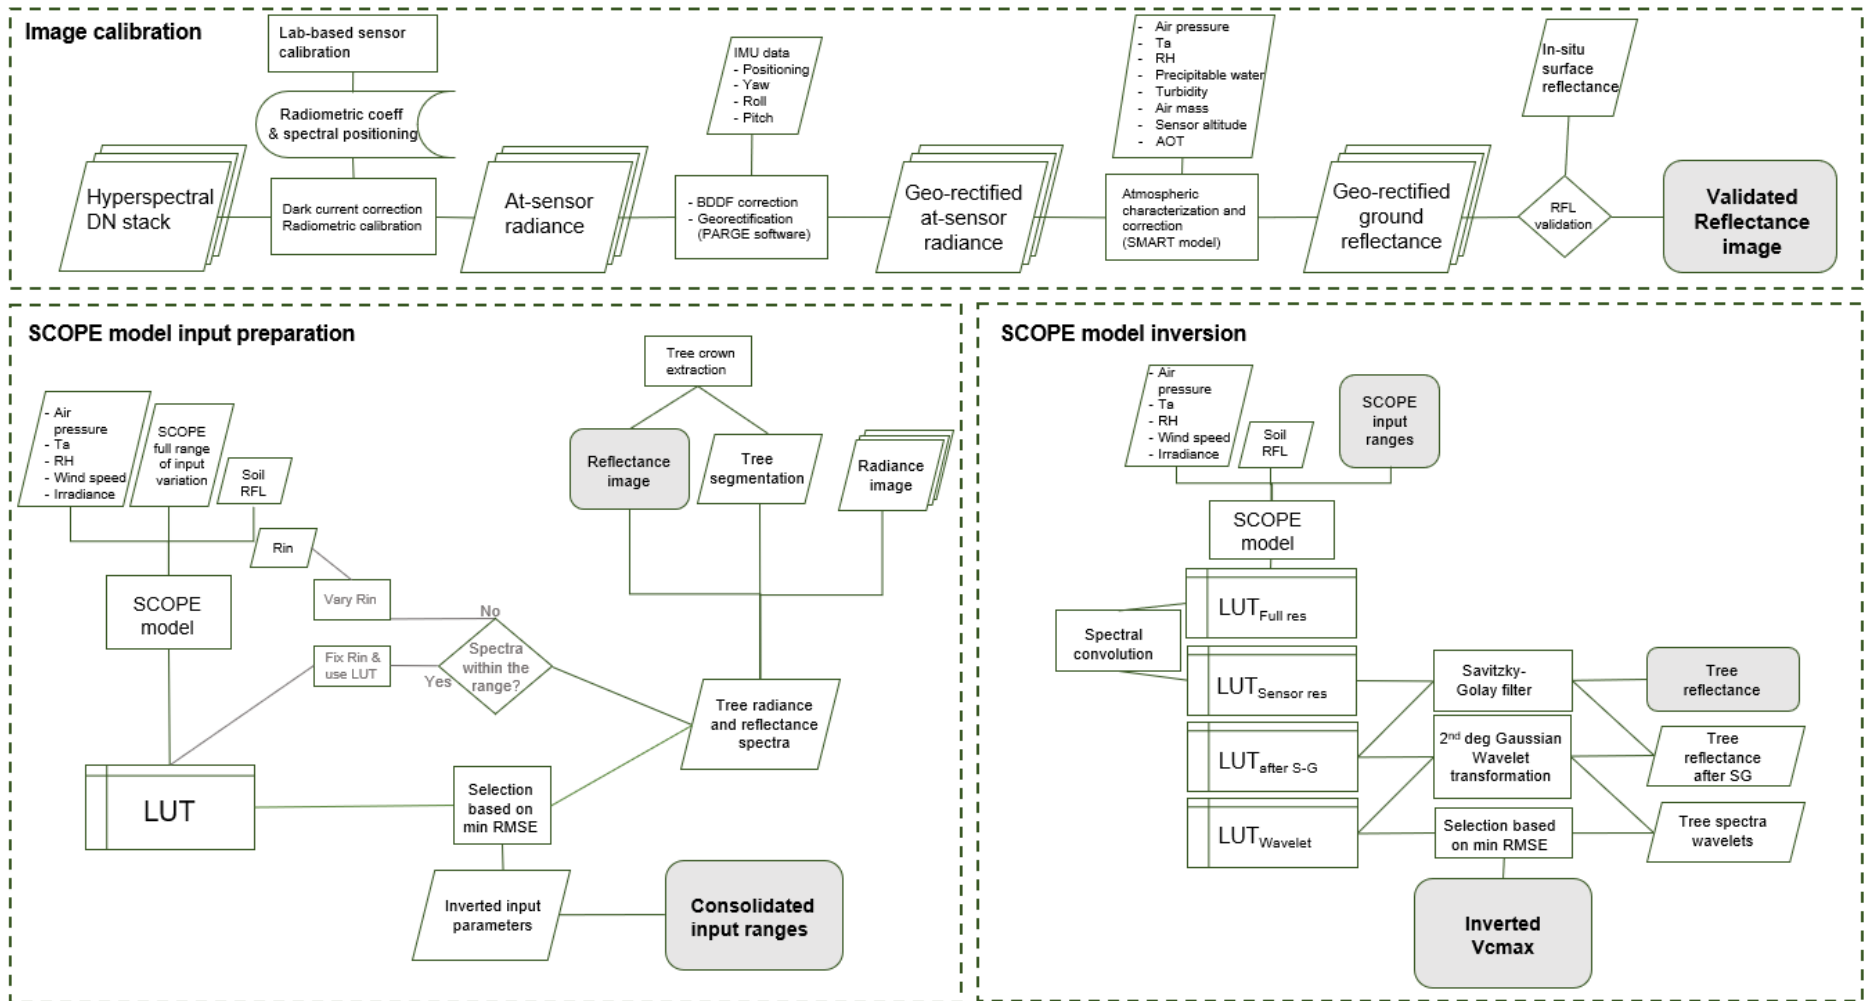 Image calibration
Lab-based sensor
calibration
Radiometric coeff
& spectral positioning
Hyperspectral
DN stack
Dark current correction
Radiometric calibration
At-sensor
radiance
IMU data
- Positioning
- Yaw
- Roll
- Pitch
- BDDF correction
- Georectification
(PARGE software)
Geo-rectified
at-sensor
radiance
- Air pressure
- Ta
- RH
- Precipitable water
- Turbidity
- Air mass
- Sensor altitude
- AOT
Atmospheric
characterization and
correction
(SMART model)
Geo-rectified
ground
reflectance
In-situ
surface
reflectance
RFL
validation
Validated
Reflectance
image
SCOPE model input preparation
- Air
pressure
- Ta
- RH
- Wind speed
- Irradiance
SCOPE
full range
of input
variation
Soil
RFL
Rin
SCOPE
model
Vary Rin
No
Fix Rin &
use LUT
Yes
Spectra
within the
range?
Tree crown
extraction
Reflectance
image
Tree
segmentation
Radiance
image
Tree radiance
and reflectance
spectra
LUT
Selection
based on
min RMSE
Inverted input
parameters
Consolidated
input ranges
SCOPE model inversion
- Air
pressure
- Ta
- RH
- Wind speed
- Irradiance
Soil
RFL
SCOPE
input
ranges
SCOPE
model
LUT Full res
Spectral
convolution
LUT Sensor res
Savitzky-
Golay filter
Tree
reflectance
LUT after S-G
2nd deg Gaussian
Wavelet
transformation
Tree
reflectance
after SG
LUT Wavelet
Selection based
on min RMSE
Tree spectra
wavelets
Inverted
Vcmax